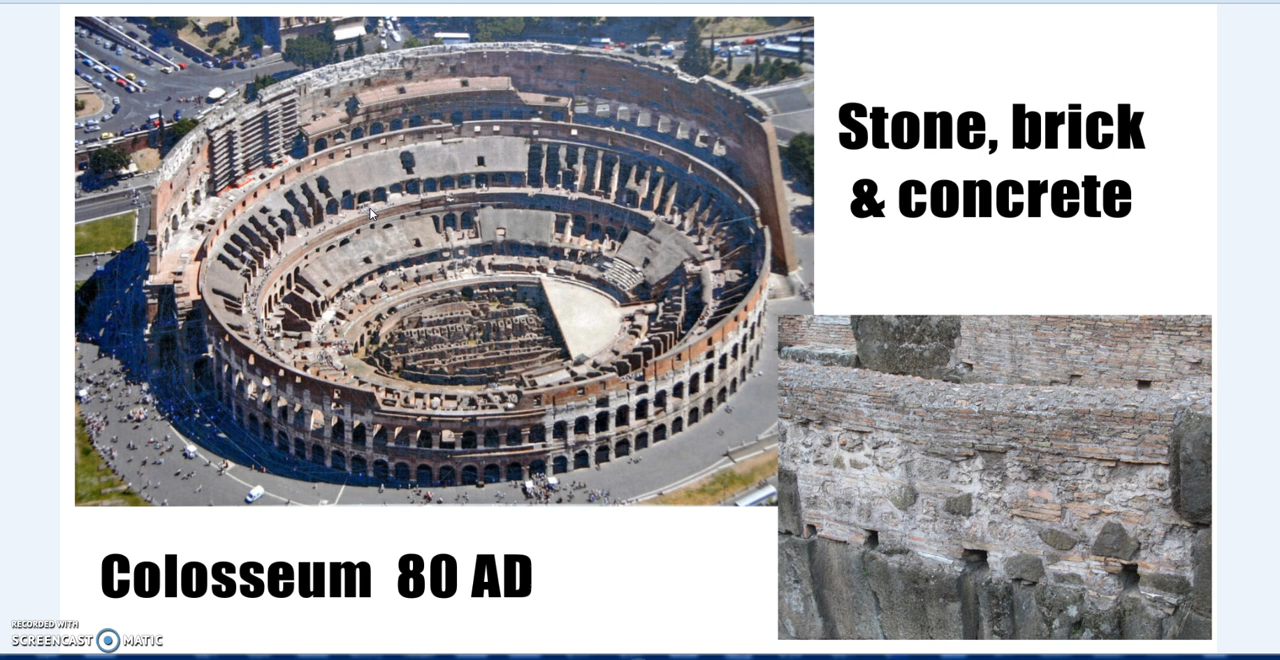 Stone, brick
& concrete
Colosseum 80 AD
RECORDED WITH
SCREENCAST MATIC